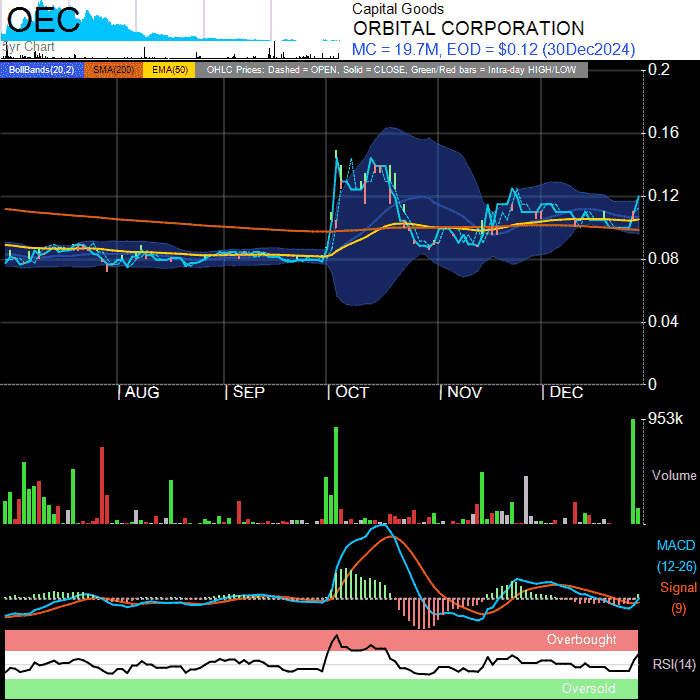 OEC
Capital Goods
ORBITAL CORPORATION
MC = 19.7M, EOD = $0.12 (30Dec2024)
5yr Chart
BollBands(20,2) SMA(200) EMA(50) OHLC Prices: Dashed = OPEN, Solid = CLOSE, Green/Red bars = Intra-day HIGH/LOW
0.2
0.16
0.12
0.08
0.04
0
AUG SEP OCT NOV DEC
953k
Volume
MACD
(12-26)
Signal
(9)
Overbought
RSI(14)
Oversold